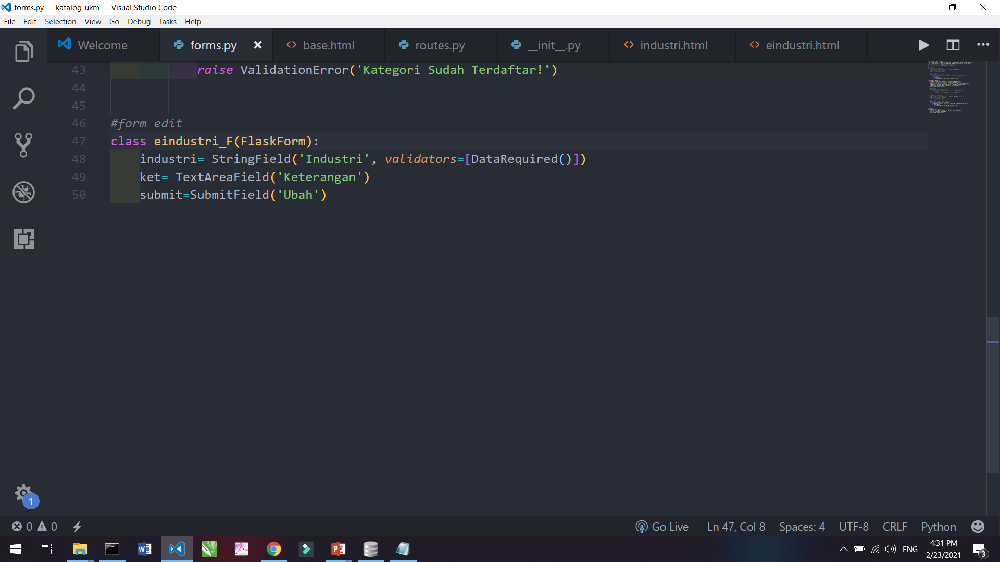 forms.py — katalog-ukm — Visual Studio Code
File Edit Selection View Go Debug Tasks Help
Welcome forms.py base.html routes.py __init__.py industri.html eindustri.html
43 raise ValidationError('Kategori Sudah Terdaftar!')
44
45
46 #form edit
47 class eindustri_F(FlaskForm):
48 industri= StringField('Industri', validators=[DataRequired()])
49 ket= TextAreaField('Keterangan')
50 submit=SubmitField('Ubah')
1
0 0 Go Live Ln 47, Col 8 Spaces: 4 UTF-8 CRLF Python
ENG
4:31 PM
2/23/2021
3